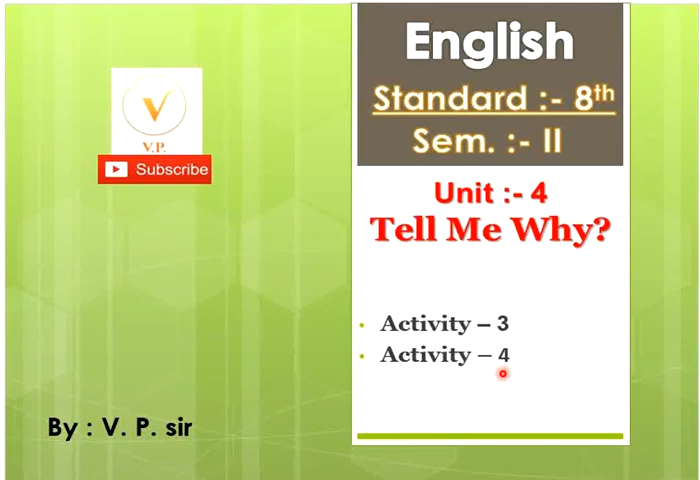 English
Standard :- 8th
Sem. :- II
V
V.P.
Subscribe
Unit :- 4
Tell Me Why?
Activity – 3
Activity – 4
By : V. P. sir